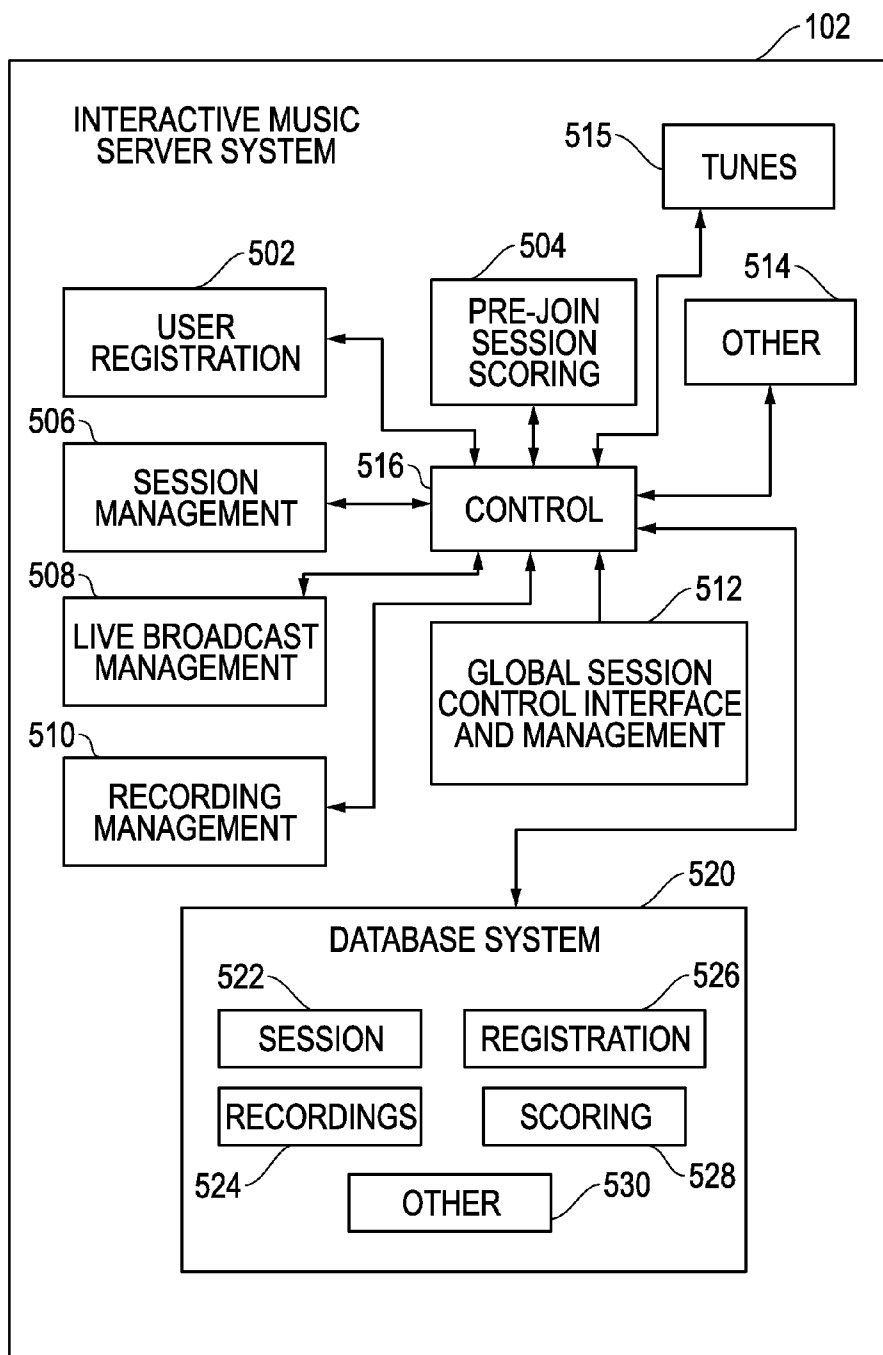 102
INTERACTIVE MUSIC
SERVER SYSTEM
515
TUNES
502
504
514
USER
REGISTRATION
PRE-JOIN
SESSION
SCORING
OTHER
506
SESSION
MANAGEMENT
516
CONTROL
508
LIVE BROADCAST
MANAGEMENT
512
GLOBAL SESSION
CONTROL INTERFACE
AND MANAGEMENT
510
RECORDING
MANAGEMENT
520
DATABASE SYSTEM
522
526
SESSION
REGISTRATION
RECORDINGS
SCORING
524
528
OTHER
530